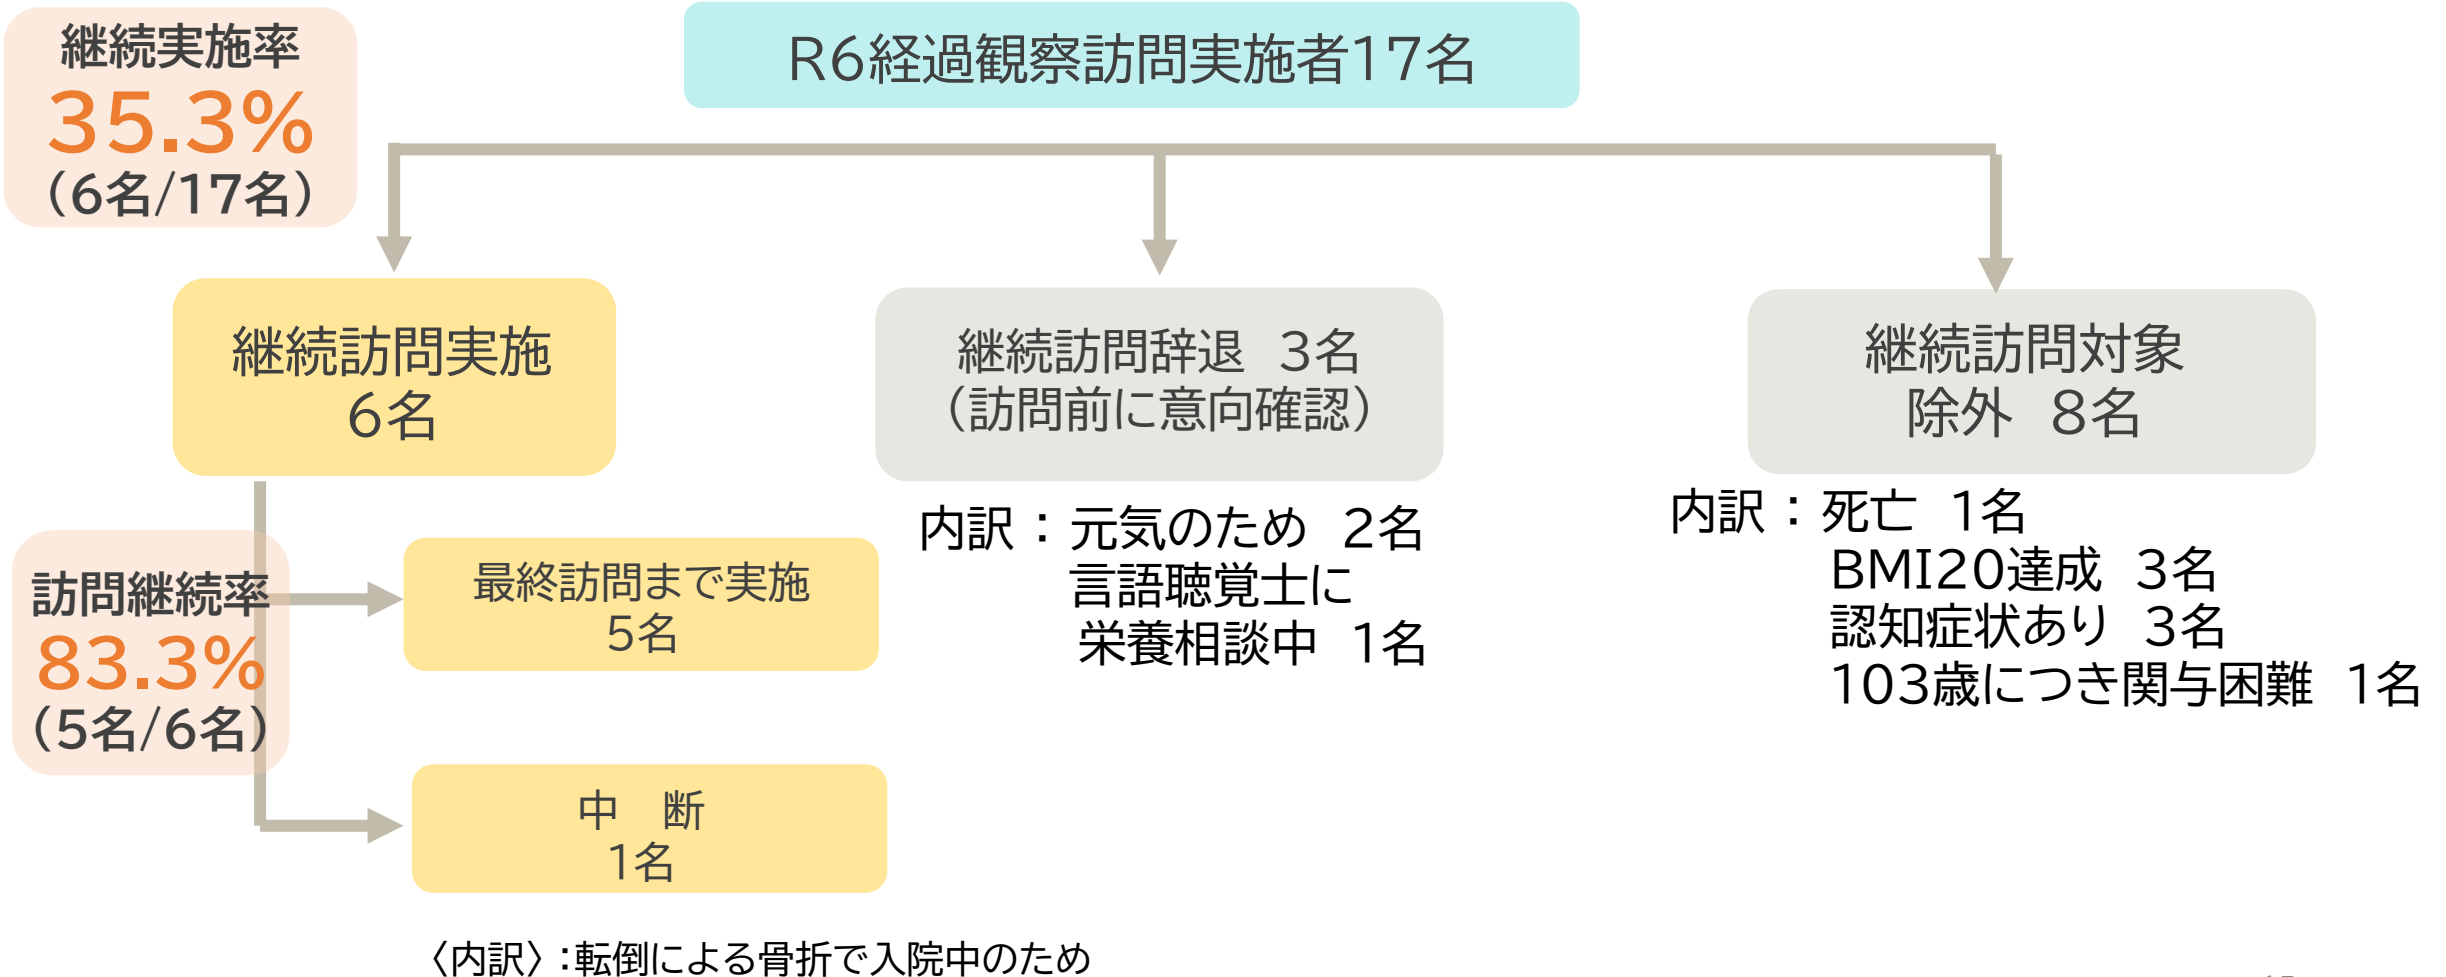 継続実施率
35.3%
（6名/17名）
R6経過観察訪問実施者17名
継続訪問実施
6名
継続訪問辞退　3名
（訪問前に意向確認）
継続訪問対象
除外　8名
内訳：元気のため　2名
言語聴覚士に
栄養相談中　1名
内訳：死亡　1名
BMI20達成　3名
認知症状あり　3名
103歳につき関与困難　1名
訪問継続率
83.3%
（5名/6名）
最終訪問まで実施
5名
中　断
1名
〈内訳〉：転倒による骨折で入院中のため